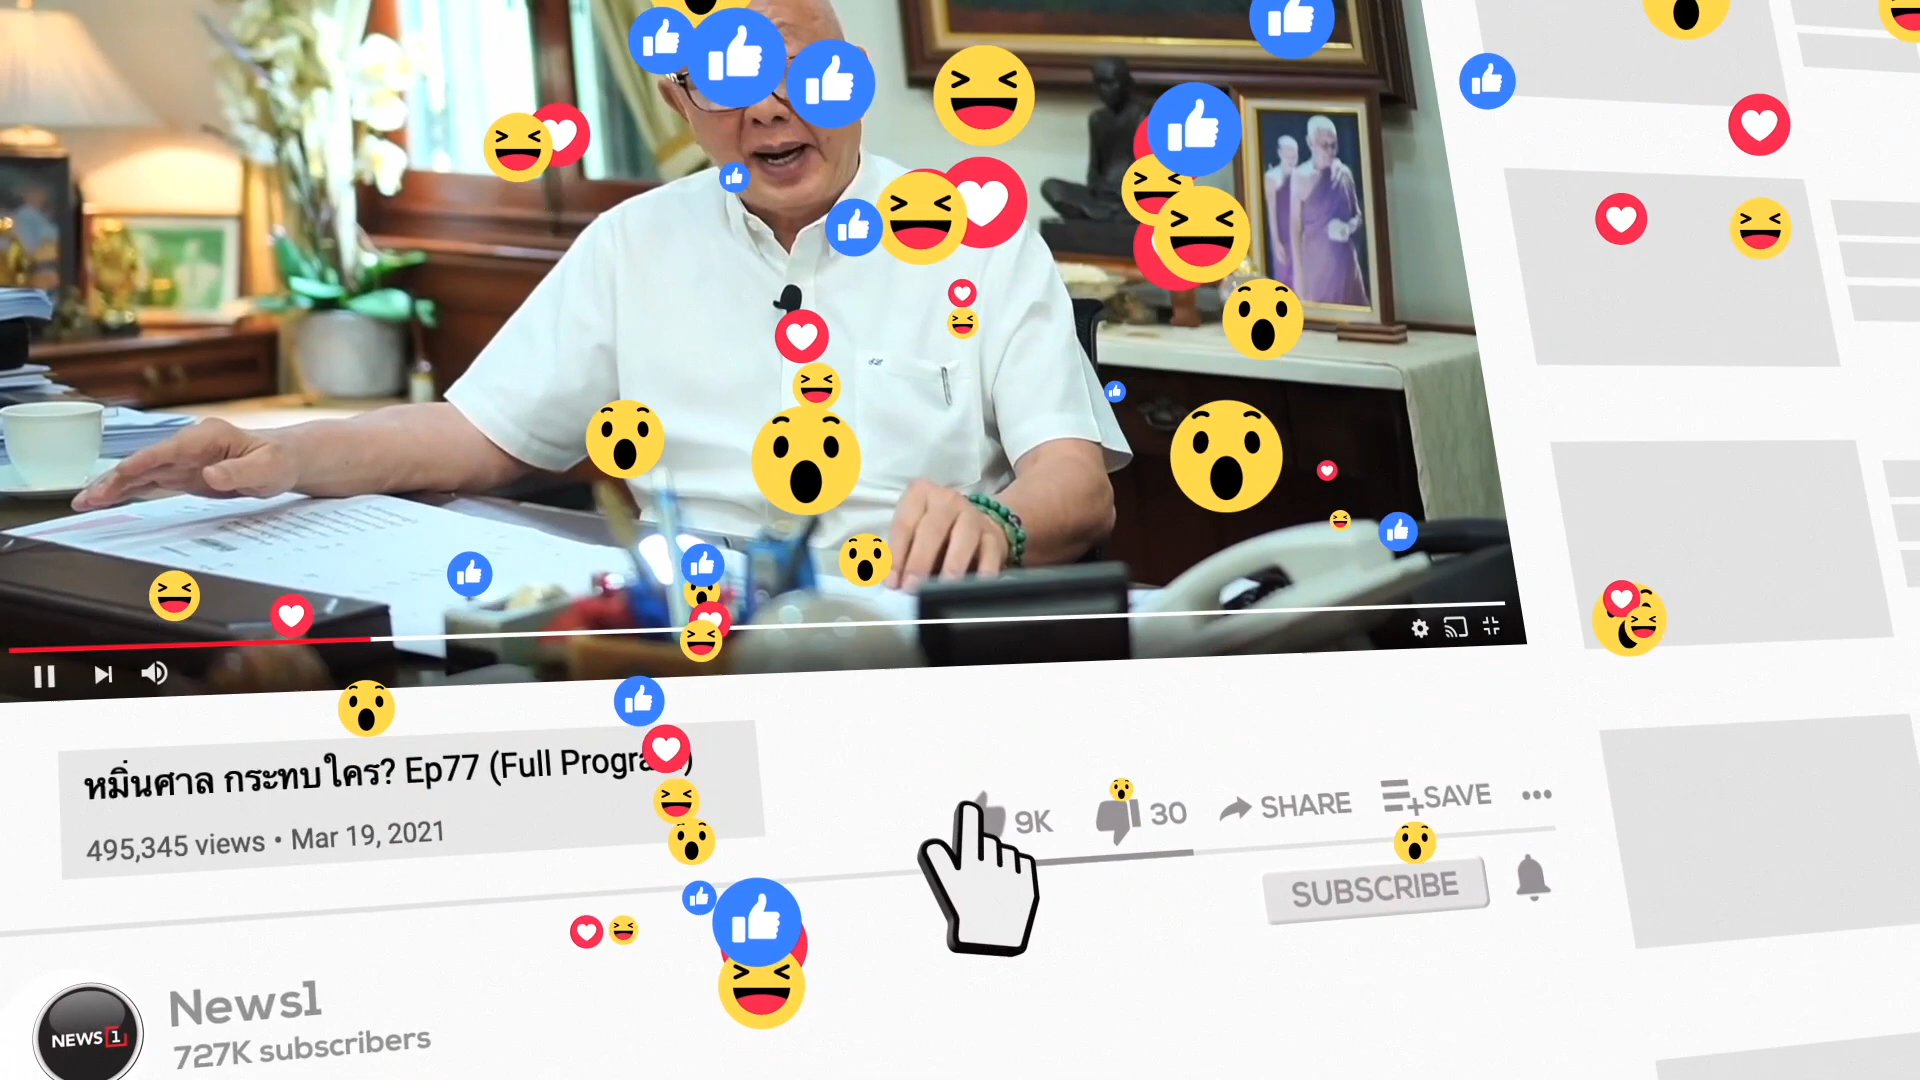 หมิ่นศาล กระทบใคร? Ep77 (Full Program)
495,345 views • Mar 19, 2021
9K
30
SHARE
SAVE
SUBSCRIBE
News1
727K subscribers
NEWS 1